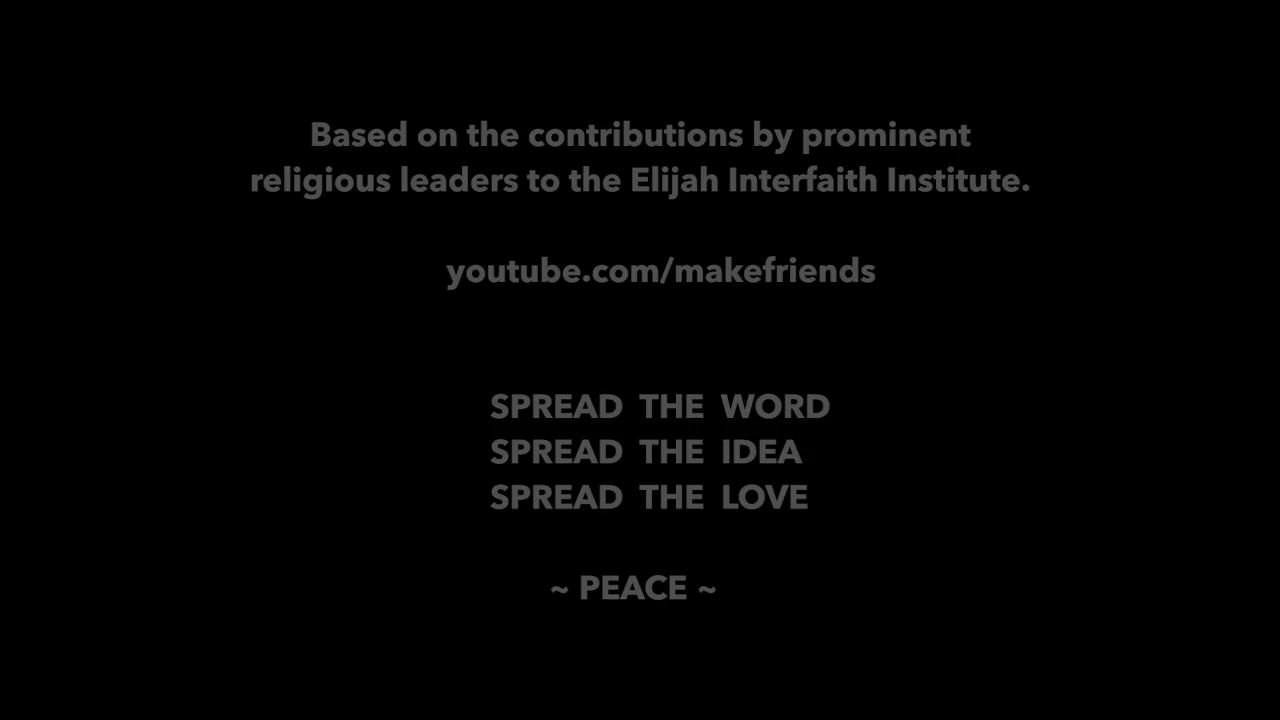 Based on the contributions by prominent
religious leaders to the Elijah Interfaith Institute.
youtube.com/makefriends
SPREAD THE WORD
SPREAD THE IDEA
SPREAD THE LOVE
~ PEACE ~